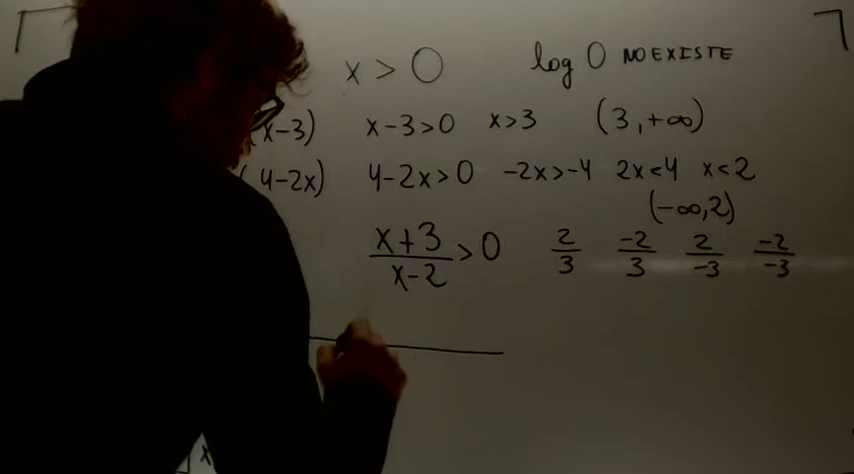 x > 0 log 0 NO EXISTE
x-3) x-3>0 x>3 (3,+∞)
(4-2x) 4-2x>0 -2x>-4 2x<4 x<2
(-∞,2)
x+3/x-2 > 0 2/3 -2/3 2/-3 -2/-3
x